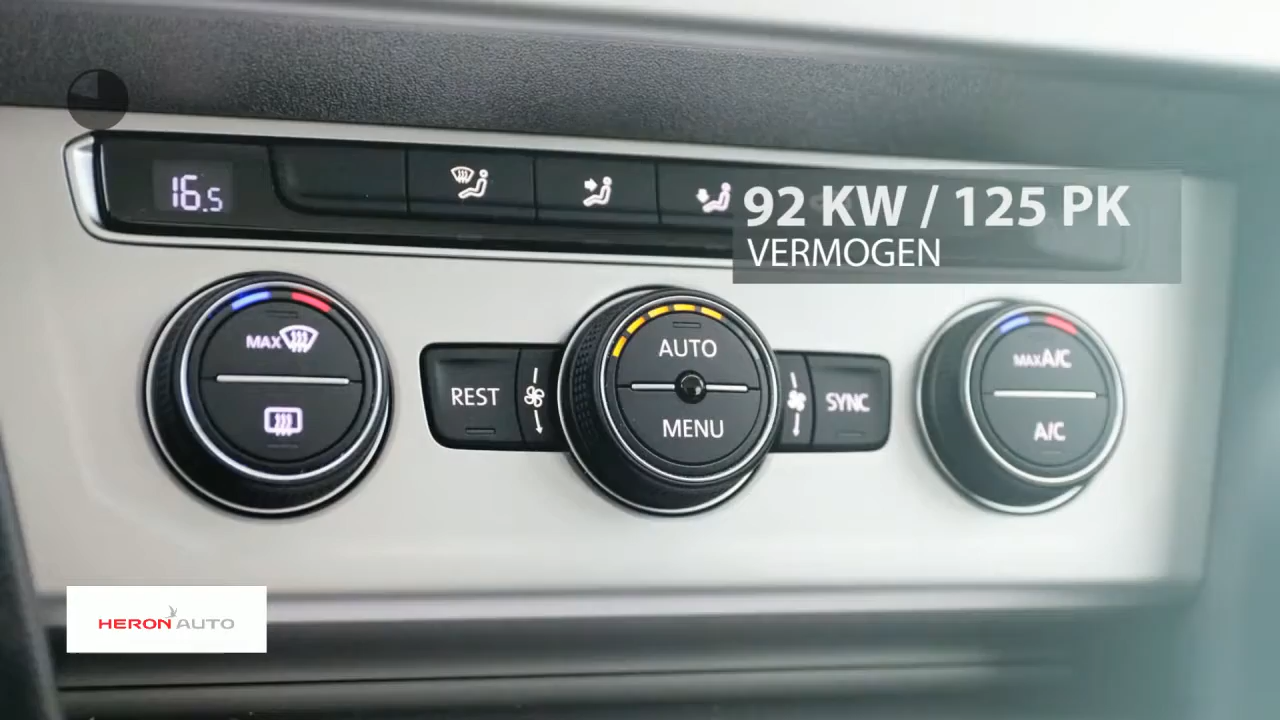 16.5
92 KW / 125 PK
VERMOGEN
MAX
AUTO
MENU
REST
SYNC
MAX A/C
A/C
HERON AUTO